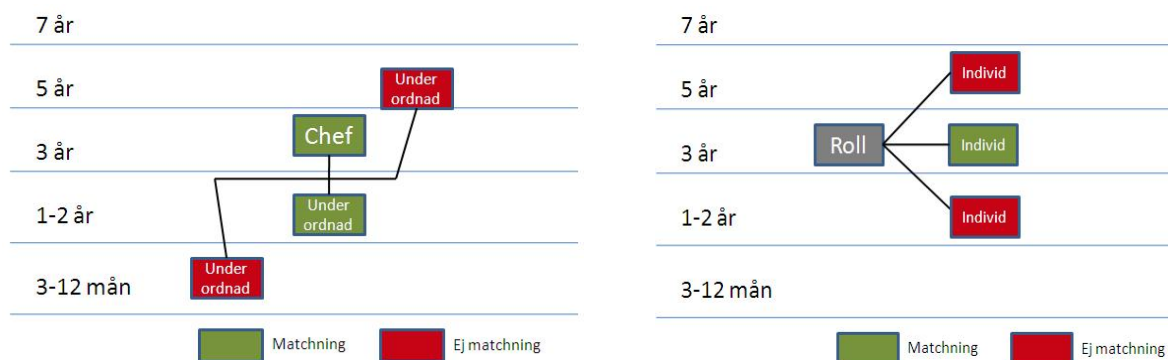 7 år
5 år
Under
ordnad
Chef
3 år
Under
ordnad
1-2 år
Under
ordnad
3-12 mån
Matchning
Ej matchning
7 år
Individ
5 år
Roll
Individ
3 år
Individ
1-2 år
3-12 mån
Matchning
Ej matchning